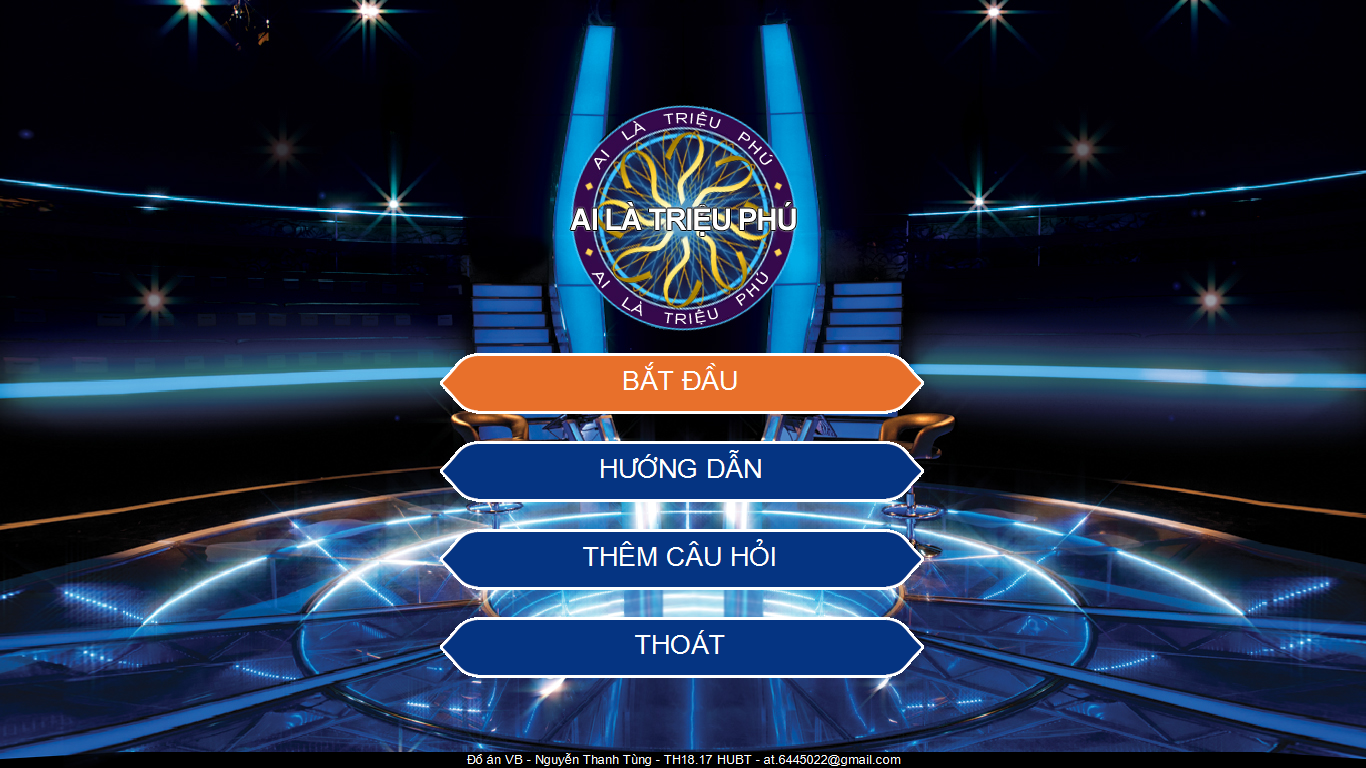 AI LÀ TRIỆU PHÚ
AI LÀ TRIỆU PHÚ
AI LÀ TRIỆU PHÚ
BẮT ĐẦU
HƯỚNG DẪN
THÊM CÂU HỎI
THOÁT
Đồ án VB - Nguyễn Thanh Tùng - TH18.17 HUBT - at.6445022@gmail.com